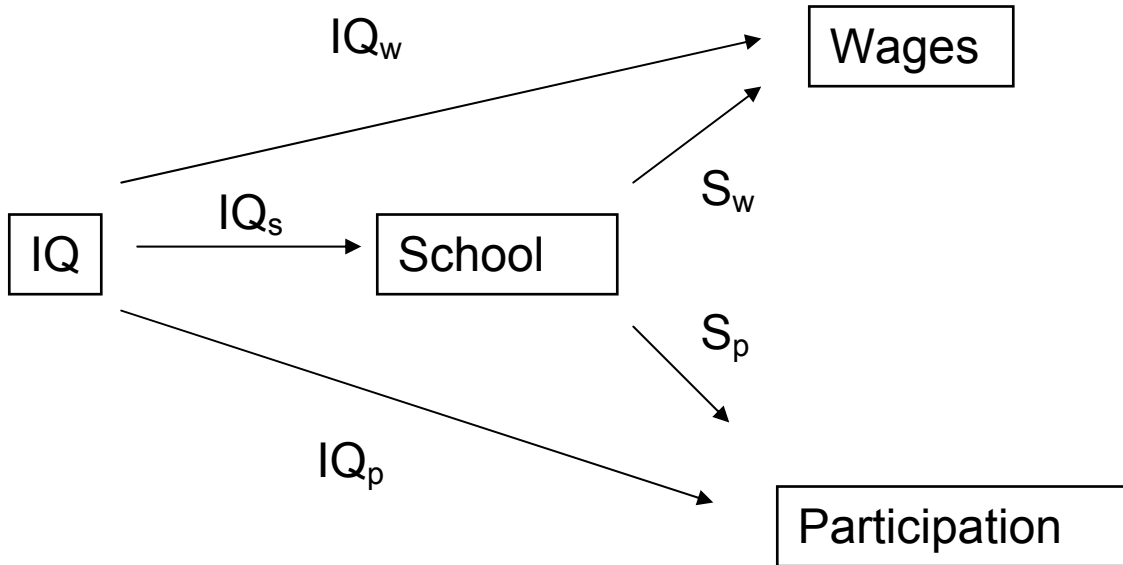 IQw
Wages
IQs
Sw
IQ
School
Sp
IQp
Participation